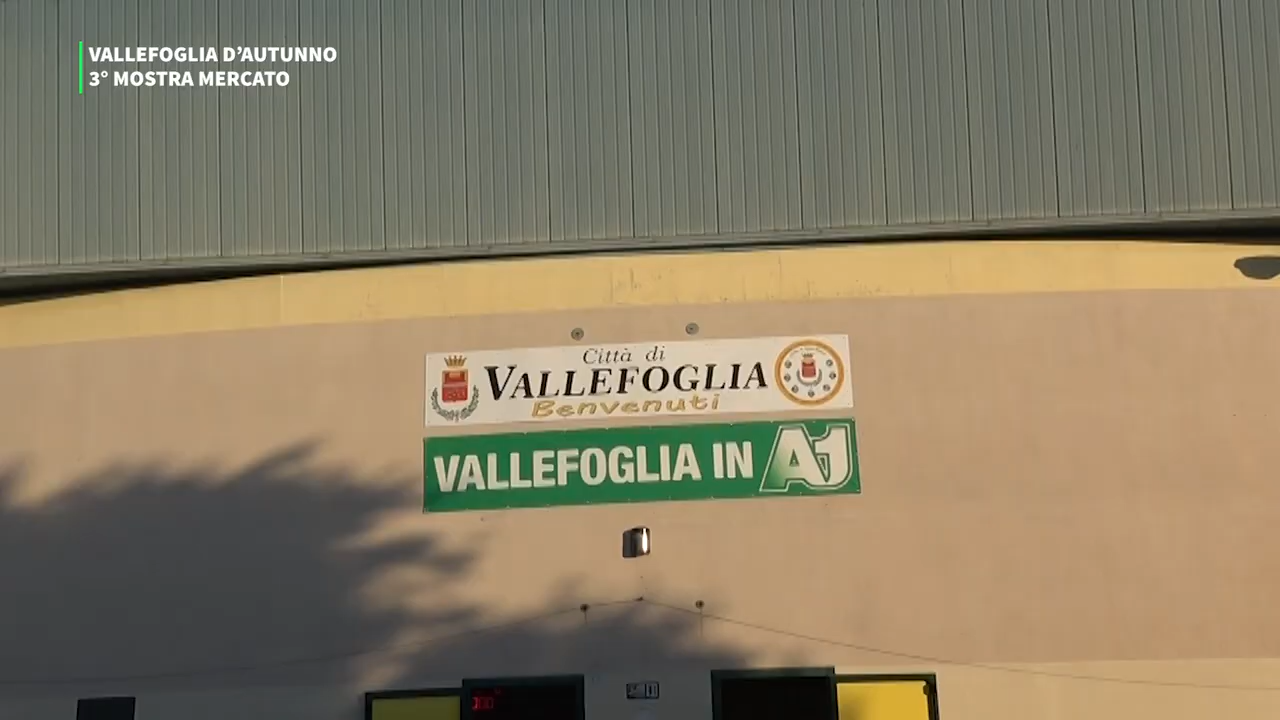 VALLEFOGLIA D'AUTUNNO
3° MOSTRA MERCATO
Città di
VALLEFOGLIA
Benvenuti
VALLEFOGLIA IN A1